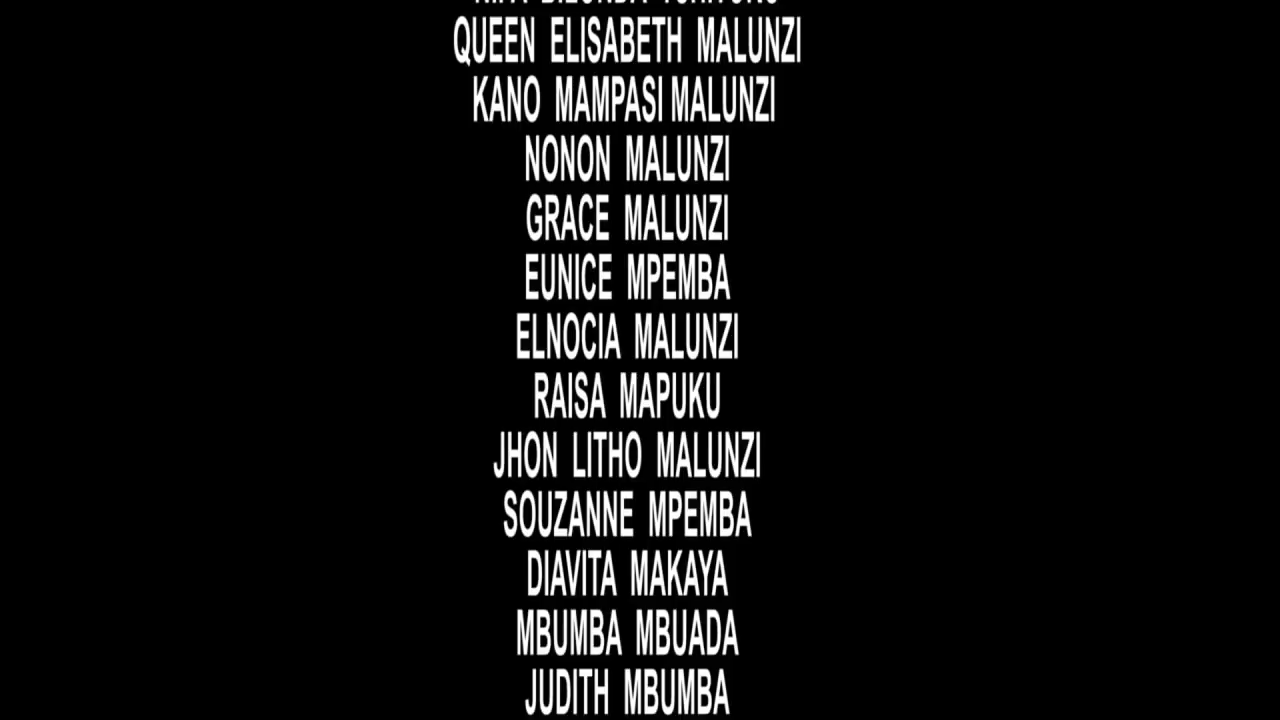 QUEEN ELISABETH MALUNZI
KANO MAMPASI MALUNZI
NONON MALUNZI
GRACE MALUNZI
EUNICE MPEMBA
ELNOCIA MALUNZI
RAISA MAPUKU
JHON LITHO MALUNZI
SOUZANNE MPEMBA
DIAVITA MAKAYA
MBUMBA MBUADA
JUDITH MBUMBA